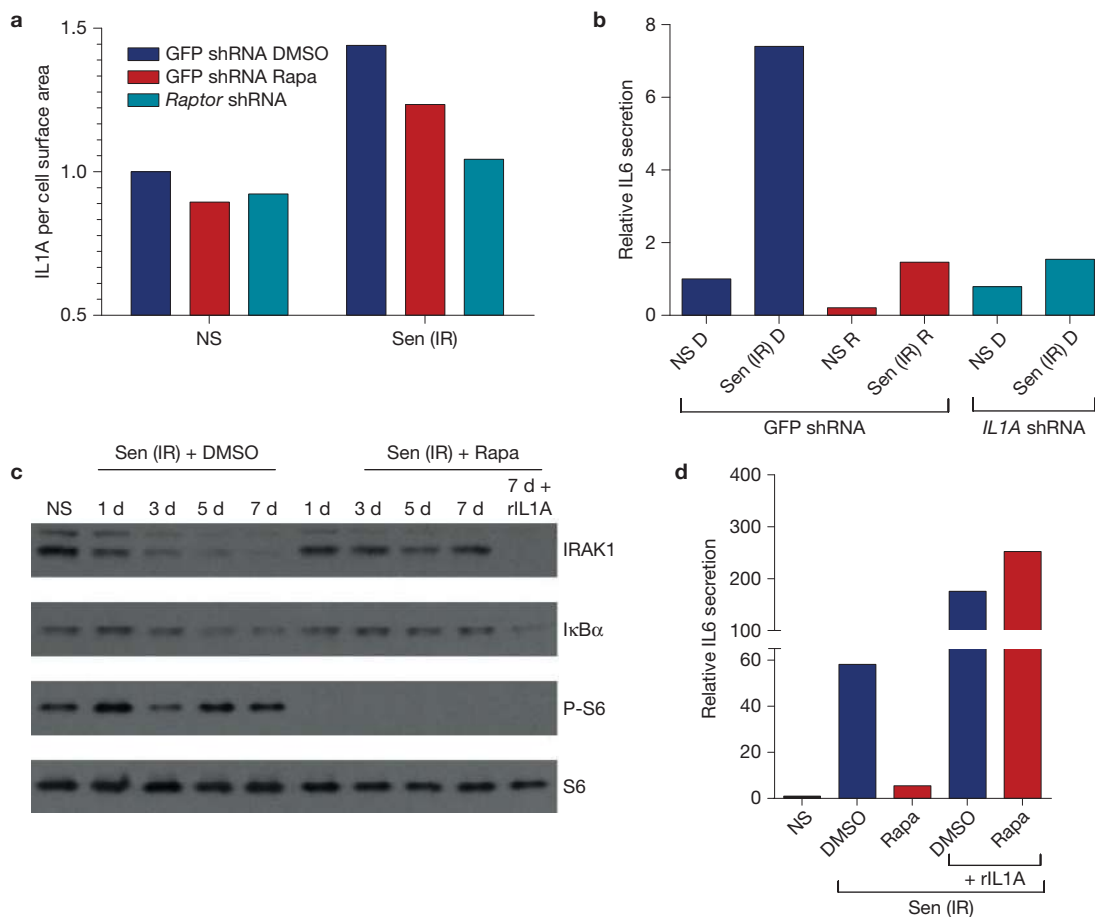 a
1.5
1.0
0.5
IL1A per cell surface area
GFP shRNA DMSO
GFP shRNA Rapa
Raptor shRNA
NS
Sen (IR)
b
8
6
4
2
0
Relative IL6 secretion
NS D
Sen (IR) D
NS R
Sen (IR) R
NS D
Sen (IR) D
GFP shRNA
IL1A shRNA
c
Sen (IR) + DMSO
Sen (IR) + Rapa
NS
1 d
3 d
5 d
7 d
1 d
3 d
5 d
7 d
7 d +
rIL1A
IRAK1
IκBα
P-S6
S6
d
400
300
200
100
60
40
20
0
Relative IL6 secretion
NS
DMSO
Rapa
DMSO
Rapa
+ rIL1A
Sen (IR)